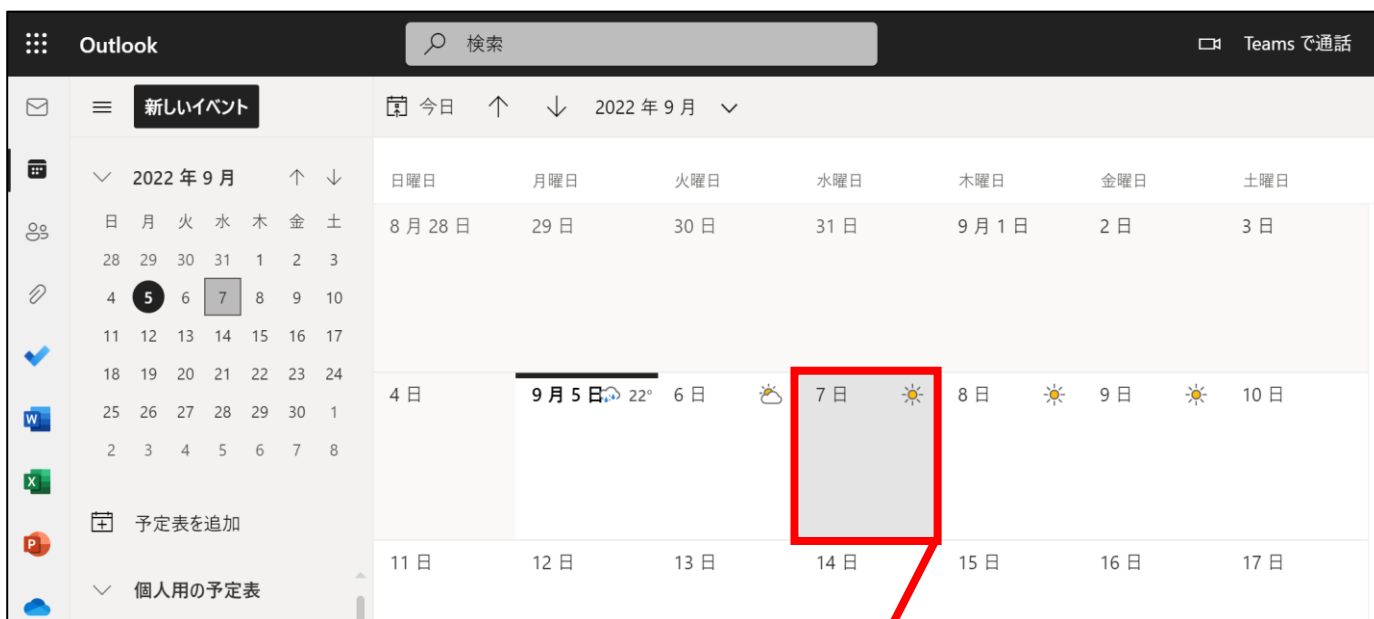 Outlook
検索
Teams で通話
新しいイベント
今日
2022 年 9 月
2022 年 9 月
日 月 火 水 木 金 土
28 29 30 31 1 2 3
4 5 6 7 8 9 10
11 12 13 14 15 16 17
18 19 20 21 22 23 24
25 26 27 28 29 30 1
2 3 4 5 6 7 8
予定表を追加
個人用の予定表
日曜日 月曜日 火曜日 水曜日 木曜日 金曜日 土曜日
8 月 28 日 29 日 30 日 31 日 9 月 1 日 2 日 3 日
4 日 9 月 5 日 22° 6 日 7 日 8 日 9 日 10 日
11 日 12 日 13 日 14 日 15 日 16 日 17 日
W
X
P